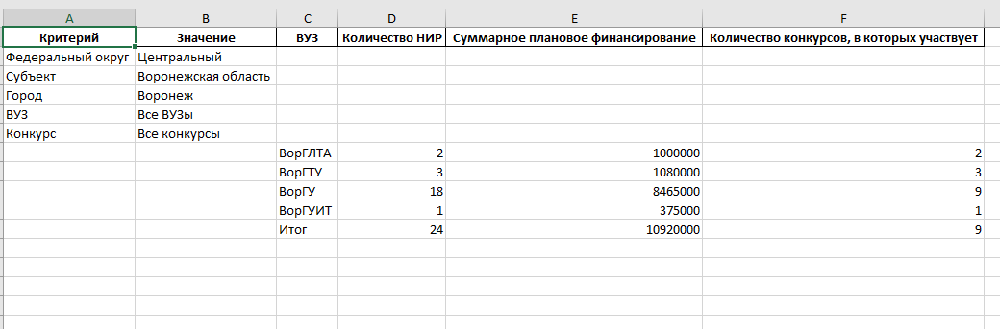 A B C D E F
Критерий Значение ВУЗ Количество НИР Суммарное плановое финансирование Количество конкурсов, в которых участвует
Федеральный округ Центральный
Субъект Воронежская область
Город Воронеж
ВУЗ Все ВУЗы
Конкурс Все конкурсы
ВорГЛТА 2 1000000 2
ВорГТУ 3 1080000 3
ВорГУ 18 8465000 9
ВорГУИТ 1 375000 1
Итог 24 10920000 9